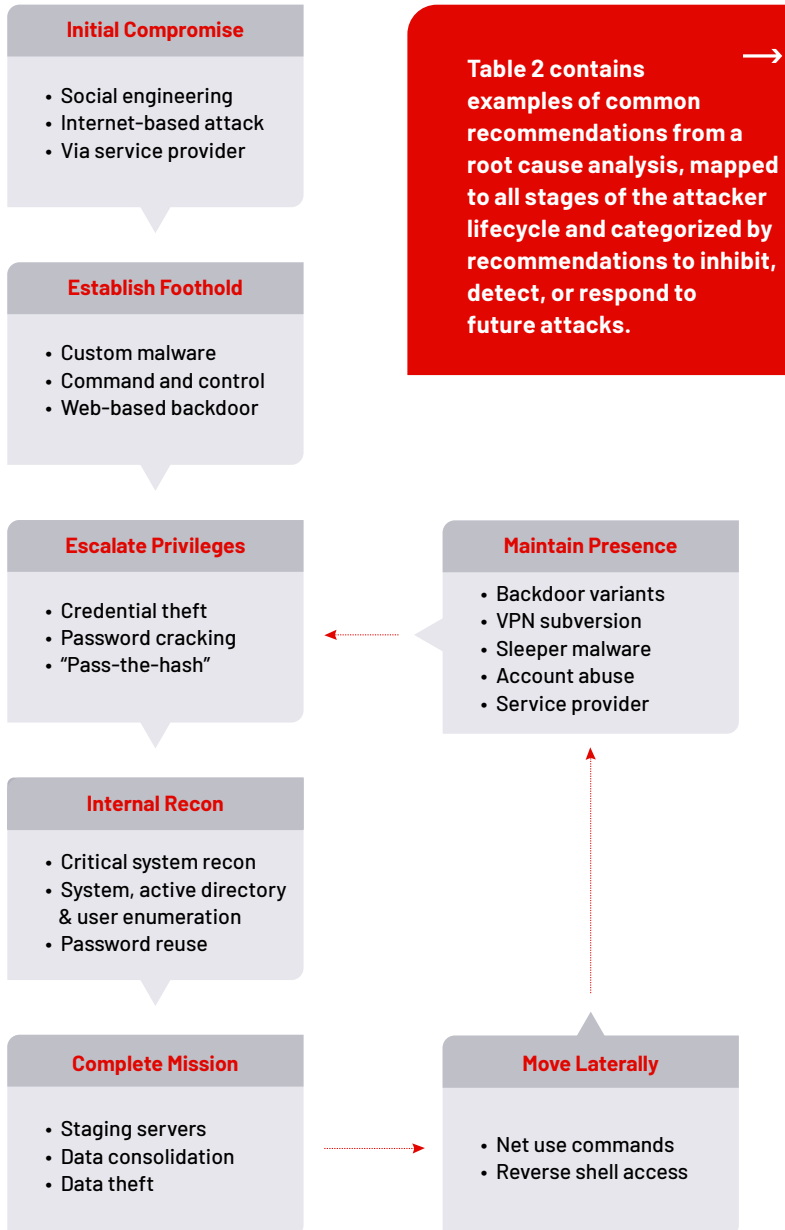 Initial Compromise
• Social engineering
• Internet-based attack
• Via service provider
Table 2 contains
examples of common
recommendations from a
root cause analysis, mapped
to all stages of the attacker
lifecycle and categorized by
recommendations to inhibit,
detect, or respond to
future attacks.
Establish Foothold
• Custom malware
• Command and control
• Web-based backdoor
Escalate Privileges
• Credential theft
• Password cracking
• “Pass-the-hash”
Maintain Presence
• Backdoor variants
• VPN subversion
• Sleeper malware
• Account abuse
• Service provider
Internal Recon
• Critical system recon
• System, active directory
& user enumeration
• Password reuse
Complete Mission
• Staging servers
• Data consolidation
• Data theft
Move Laterally
• Net use commands
• Reverse shell access